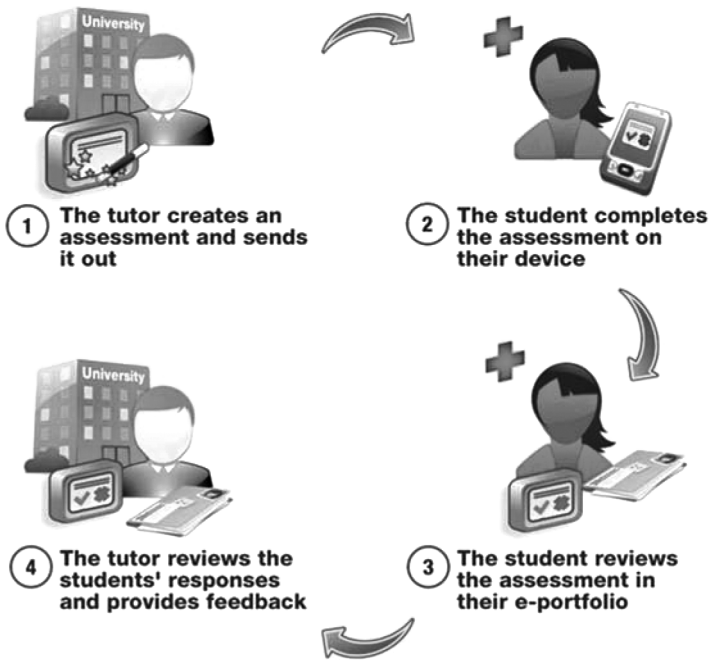 University
1
The tutor creates an
assessment and sends
it out
2
The student completes
the assessment on
their device
University
4
The tutor reviews the
students' responses
and provides feedback
3
The student reviews
the assessment in
their e-portfolio